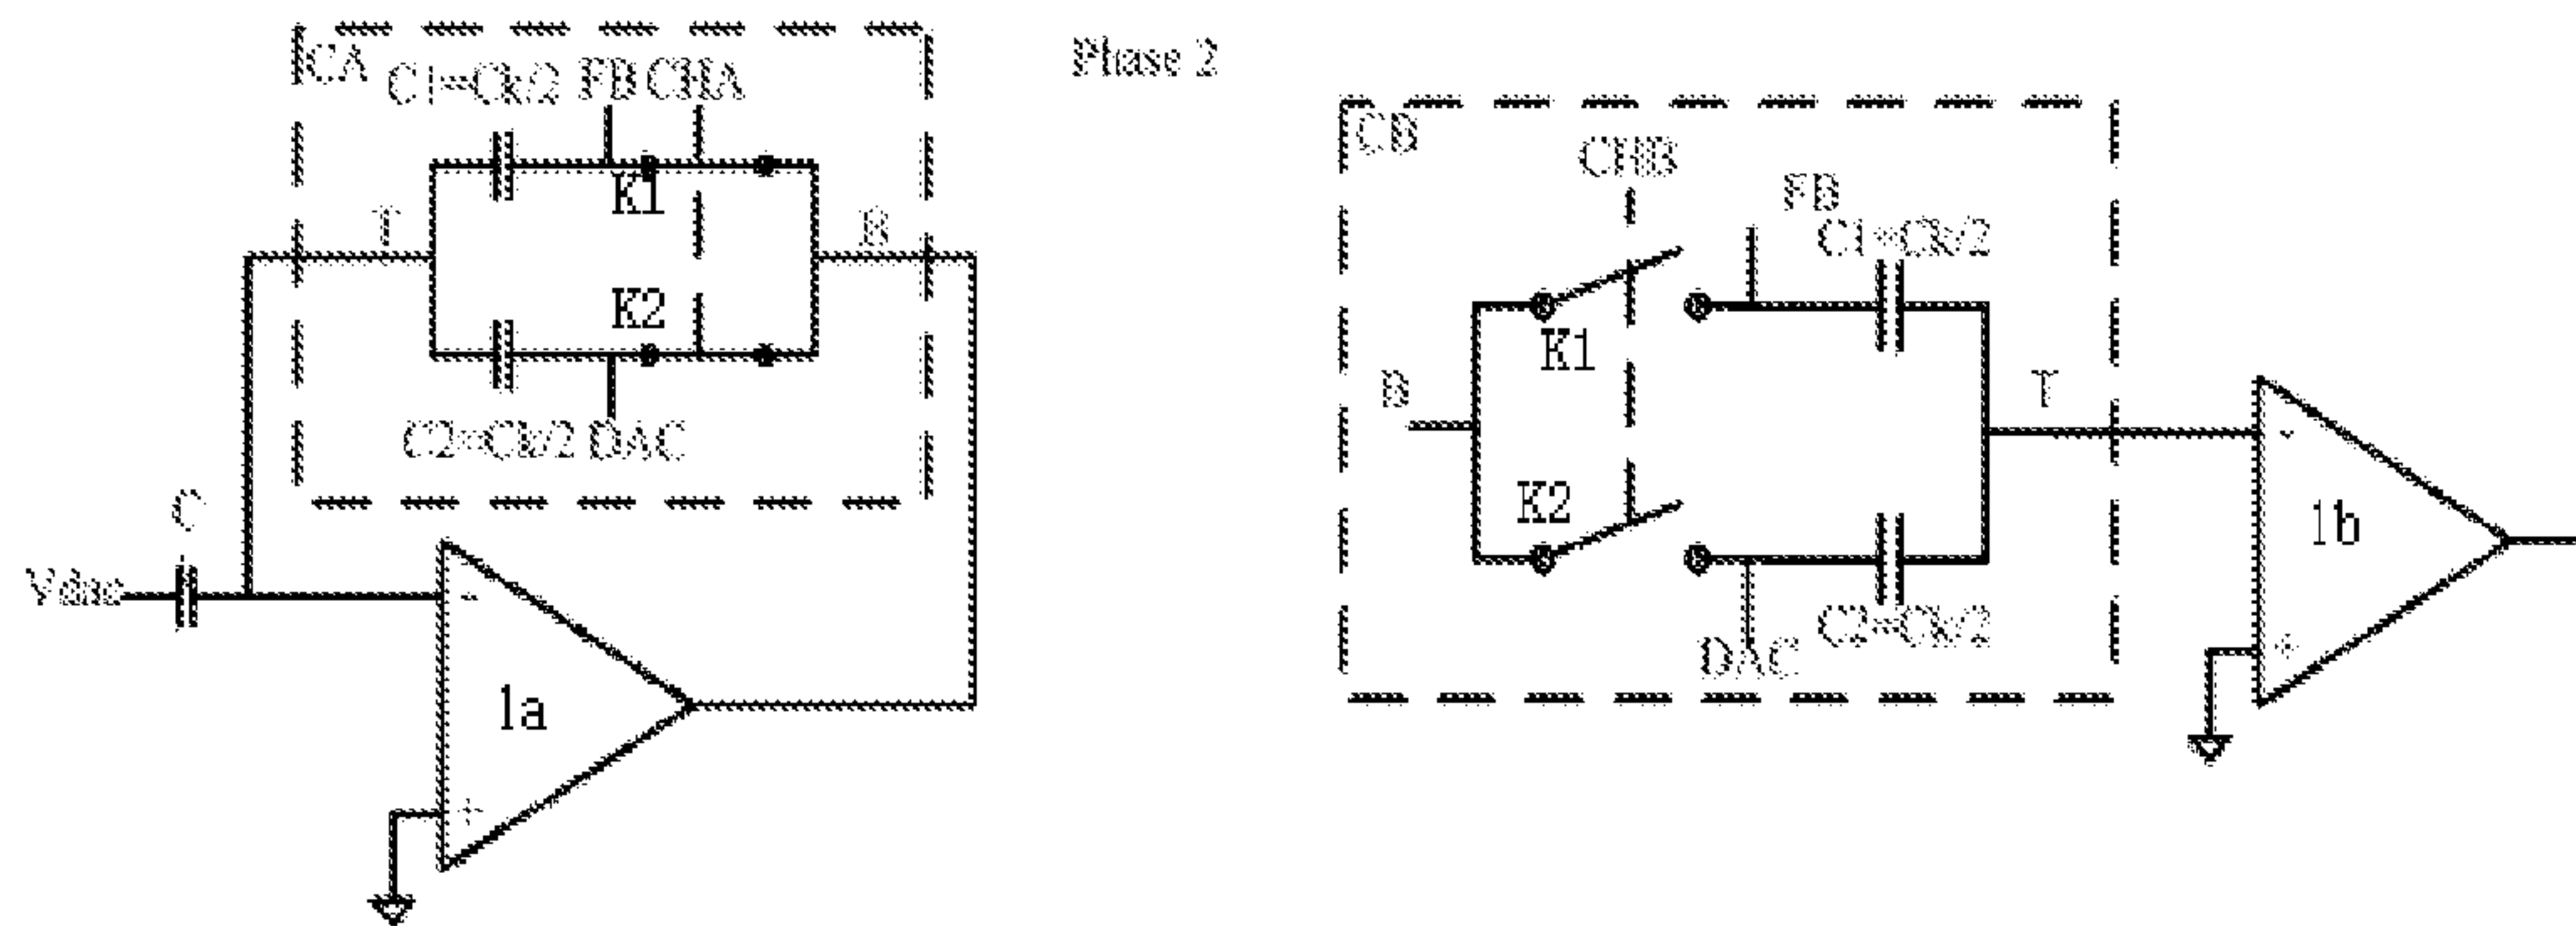 Phase 2
CA
C1=Ck/2 FB CHA
K1
T
B
K2
C2=Ck/2 DAC
C
Vdac
-
1a
+
CB
CHB
FB
C1=Ck/2
K1
B
T
K2
DAC
C2=Ck/2
-
1b
+